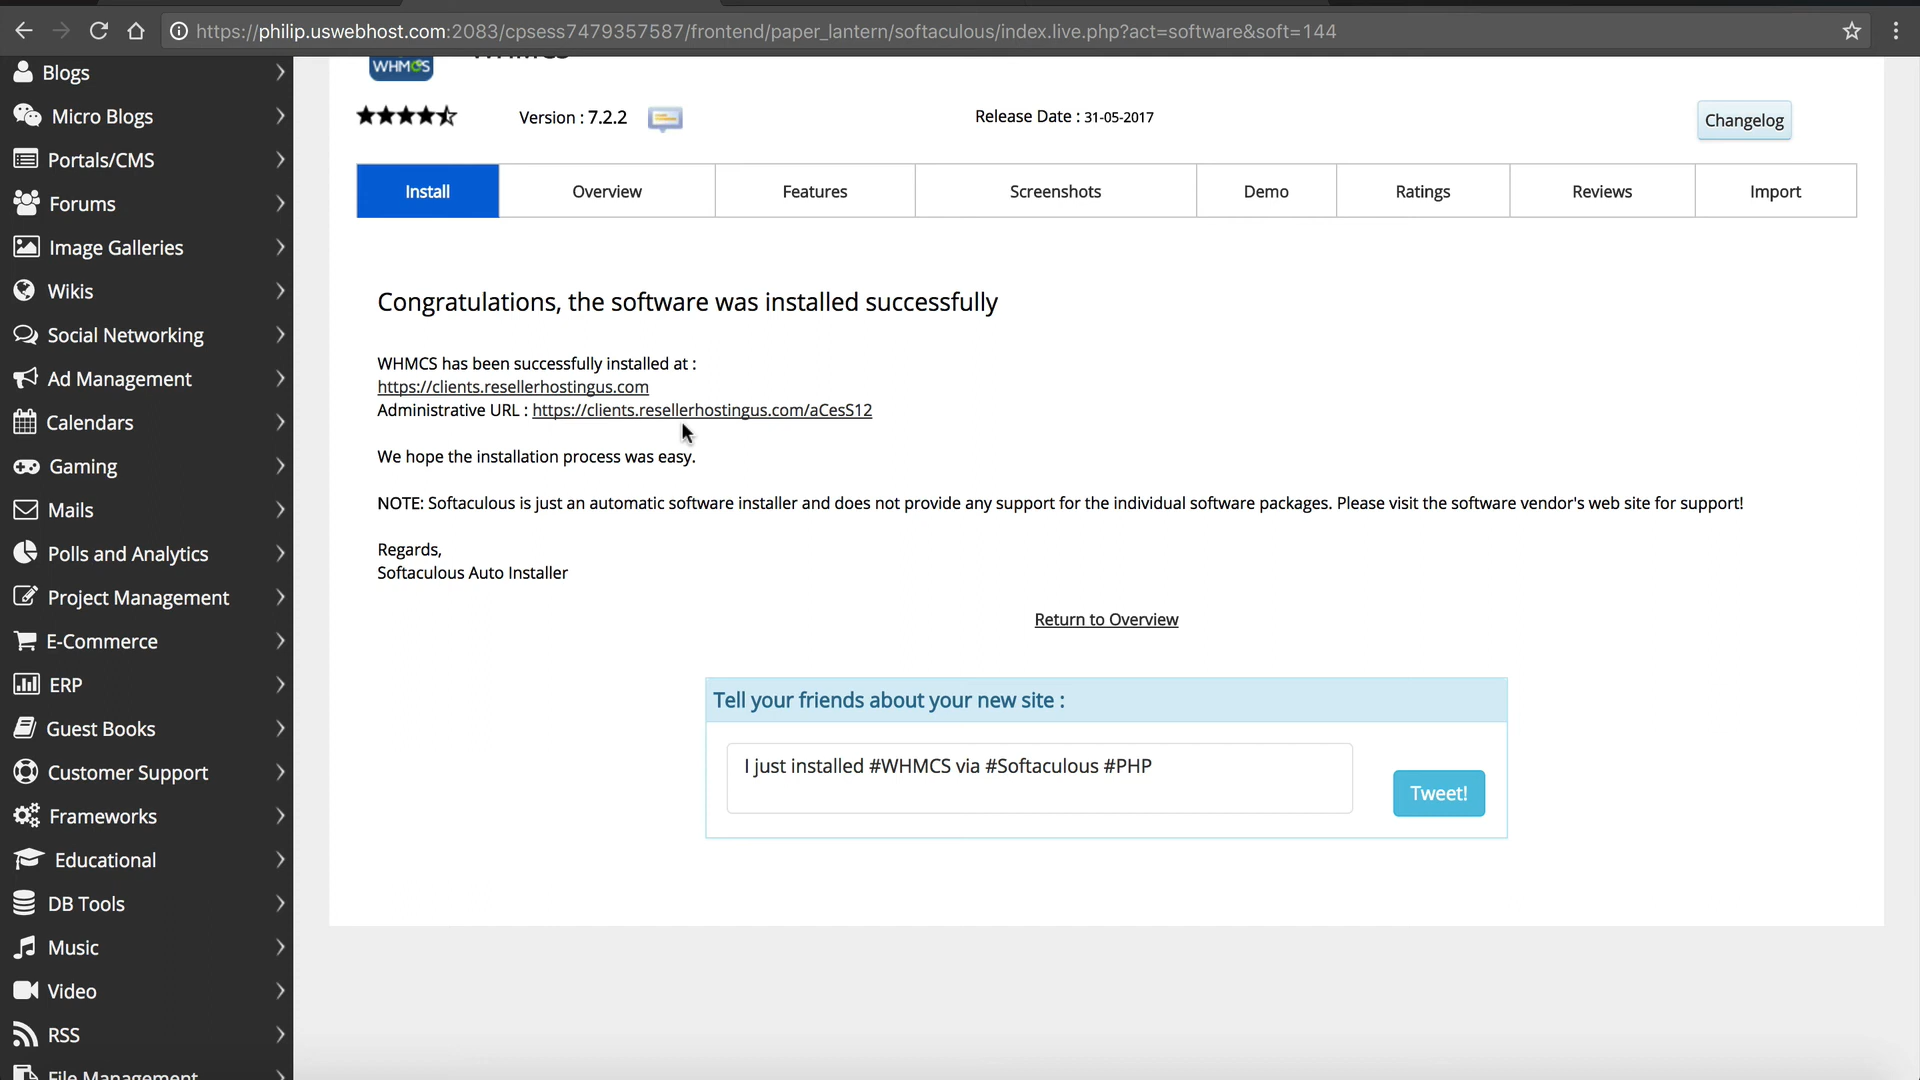 https://philip.uswebhost.com:2083/cpsess7479357587/frontend/paper_lantern/softaculous/index.live.php?act=software&soft=144
Blogs
Micro Blogs
Portals/CMS
Forums
Image Galleries
Wikis
Social Networking
Ad Management
Calendars
Gaming
Mails
Polls and Analytics
Project Management
E-Commerce
ERP
Guest Books
Customer Support
Frameworks
Educational
DB Tools
Music
Video
RSS
File Management
WHMCS
WHMCS
Version : 7.2.2
Release Date : 31-05-2017
Changelog
Install
Overview
Features
Screenshots
Demo
Ratings
Reviews
Import
Congratulations, the software was installed successfully
WHMCS has been successfully installed at :
https://clients.resellerhostingus.com
Administrative URL : https://clients.resellerhostingus.com/aCesS12
We hope the installation process was easy.
NOTE: Softaculous is just an automatic software installer and does not provide any support for the individual software packages. Please visit the software vendor's web site for support!
Regards,
Softaculous Auto Installer
Return to Overview
Tell your friends about your new site :
I just installed #WHMCS via #Softaculous #PHP
Tweet!